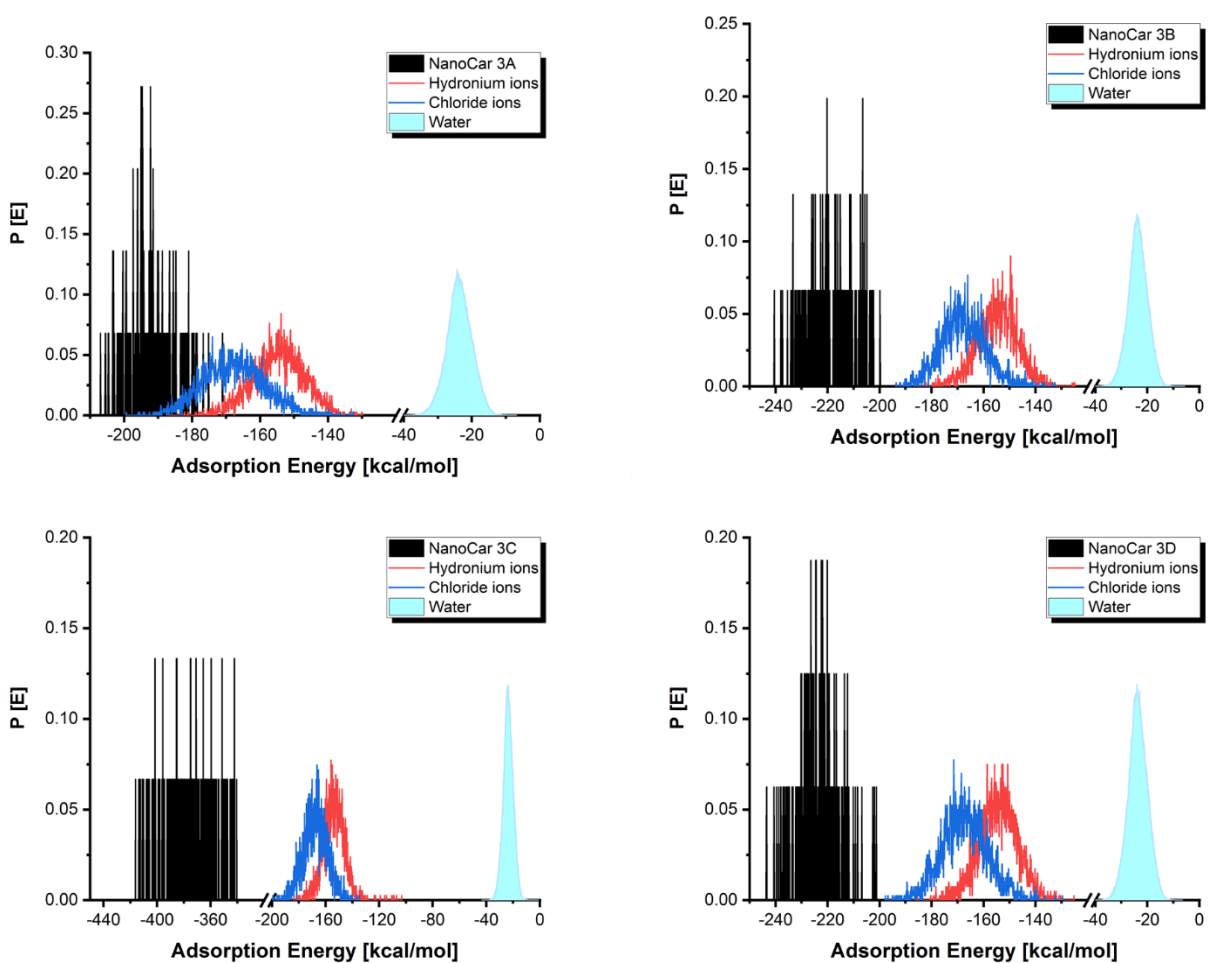 0.30
0.25
0.20
0.15
0.10
0.05
0.00
P [E]
-200 -180 -160 -140 -40 -20 0
Adsorption Energy [kcal/mol]
NanoCar 3A
Hydronium ions
Chloride ions
Water
0.25
0.20
0.15
0.10
0.05
0.00
P [E]
-240 -220 -200 -180 -160 -140 -40 -20 0
Adsorption Energy [kcal/mol]
NanoCar 3B
Hydronium ions
Chloride ions
Water
0.20
0.15
0.10
0.05
0.00
P [E]
-440 -400 -360 -200 -160 -120 -80 -40 0
Adsorption Energy [kcal/mol]
NanoCar 3C
Hydronium ions
Chloride ions
Water
0.20
0.15
0.10
0.05
0.00
P [E]
-240 -220 -200 -180 -160 -140 -40 -20 0
Adsorption Energy [kcal/mol]
NanoCar 3D
Hydronium ions
Chloride ions
Water